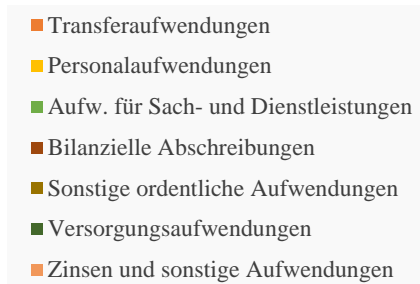 Transferaufwendungen
Personalaufwendungen
Aufw. für Sach- und Dienstleistungen
Bilanzielle Abschreibungen
Sonstige ordentliche Aufwendungen
Versorgungsaufwendungen
Zinsen und sonstige Aufwendungen